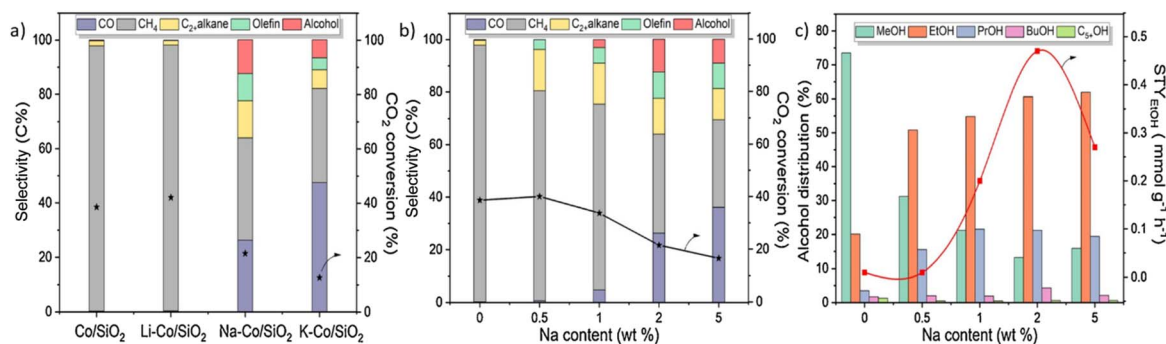 a)
CO CH4 C2+alkane Olefin Alcohol
100
80
60
40
20
0
Selectivity (C%)
100
80
60
40
20
0
CO2 conversion (%)
Co/SiO2 Li-Co/SiO2 Na-Co/SiO2 K-Co/SiO2
b)
CO CH4 C2+alkane Olefin Alcohol
100
80
60
40
20
0
Selectivity (C%)
100
80
60
40
20
0
CO2 conversion (%)
0 0.5 1 2 5
Na content (wt %)
c)
MeOH EtOH PrOH BuOH C5+OH
80
70
60
50
40
30
20
10
0
Alcohol distribution (%)
0.5
0.4
0.3
0.2
0.1
0.0
STYEtOH ( mmol g-1 h-1)
0 0.5 1 2 5
Na content (wt %)